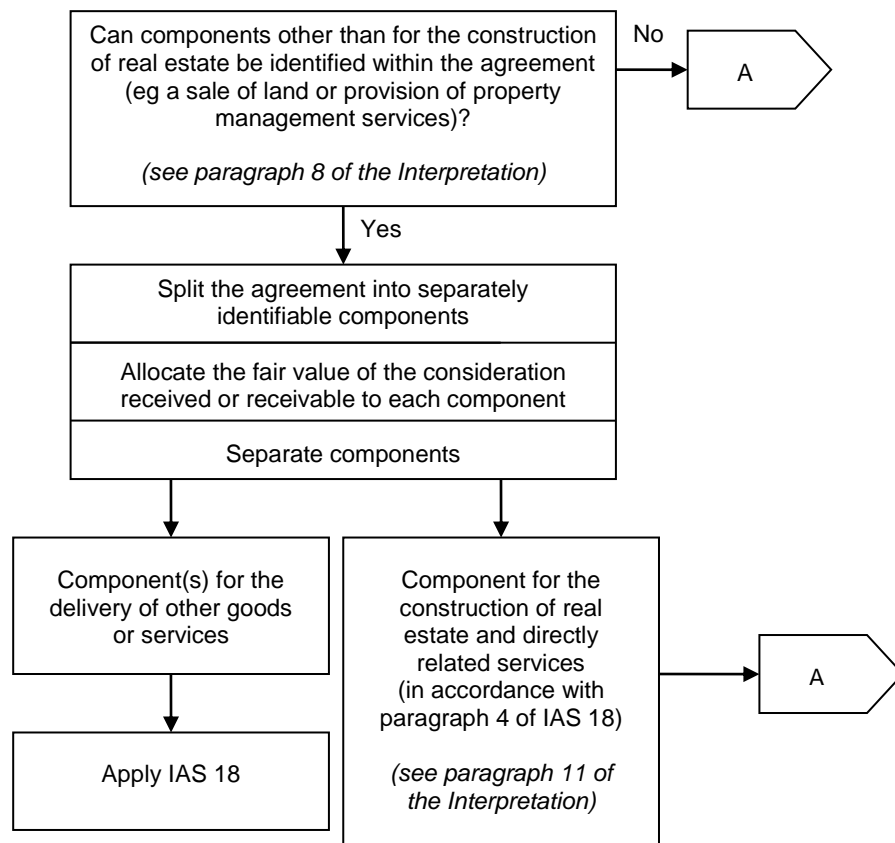 Can components other than for the construction
of real estate be identified within the agreement
(eg a sale of land or provision of property
management services)?
(see paragraph 8 of the Interpretation)
No
A
Yes
Split the agreement into separately
identifiable components
Allocate the fair value of the consideration
received or receivable to each component
Separate components
Component(s) for the
delivery of other goods
or services
Apply IAS 18
Component for the
construction of real
estate and directly
related services
(in accordance with
paragraph 4 of IAS 18)
(see paragraph 11 of
the Interpretation)
A